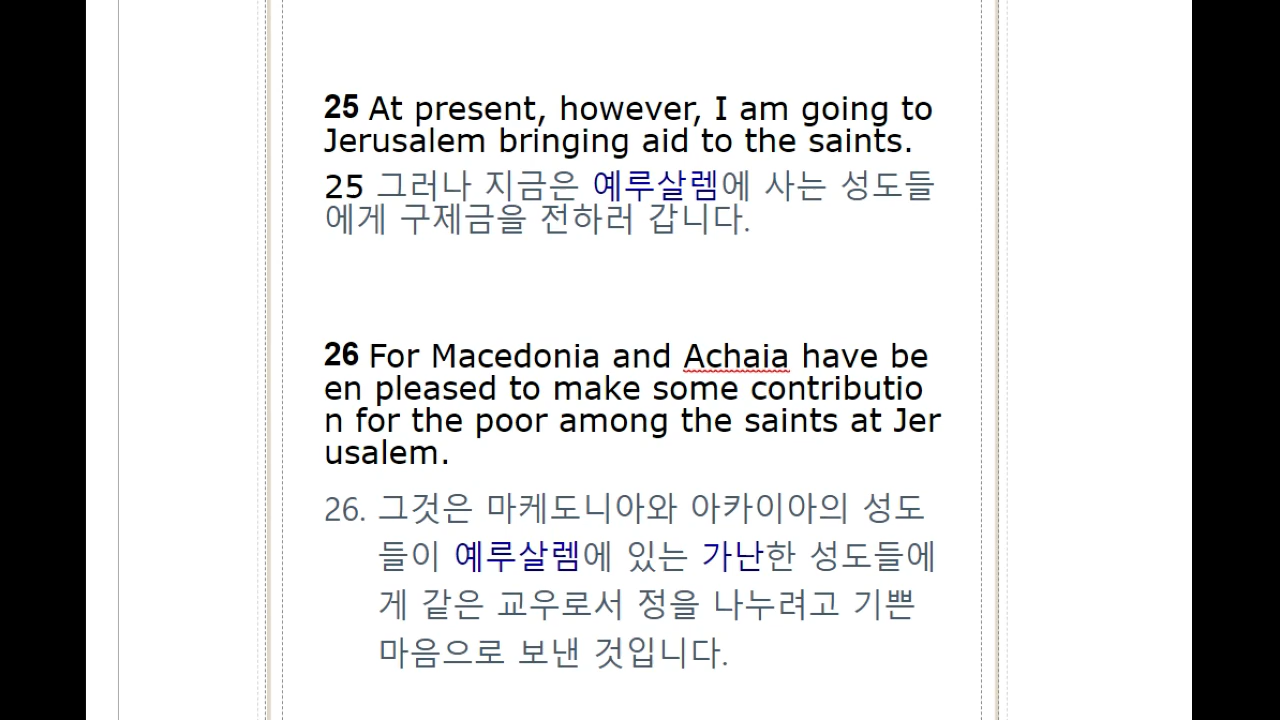 25 At present, however, I am going to
Jerusalem bringing aid to the saints.
25 그러나 지금은 예루살렘에 사는 성도들
에게 구제금을 전하러 갑니다.
26 For Macedonia and Achaia have be
en pleased to make some contributio
n for the poor among the saints at Jer
usalem.
26. 그것은 마케도니아와 아카이아의 성도
들이 예루살렘에 있는 가난한 성도들에
게 같은 교우로서 정을 나누려고 기쁜
마음으로 보낸 것입니다.